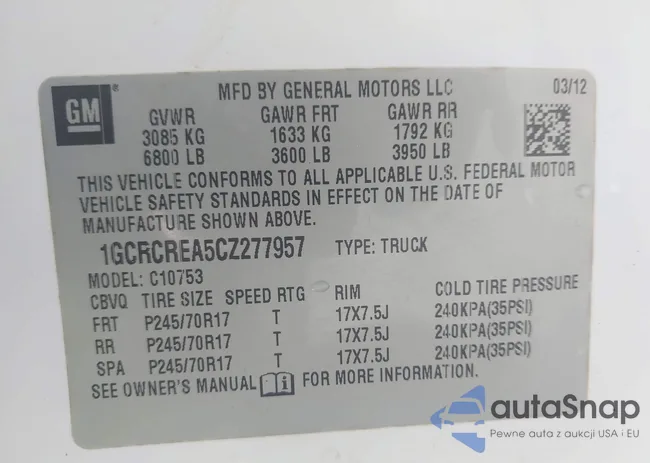 GM MFD BY GENERAL MOTORS LLC 03/12
GVWR GAWR FRT GAWR RR
3085 KG 1633 KG 1792 KG
6800 LB 3600 LB 3950 LB
THIS VEHICLE CONFORMS TO ALL APPLICABLE U.S. FEDERAL MOTOR
VEHICLE SAFETY STANDARDS IN EFFECT ON THE DATE OF
MANUFACTURE SHOWN ABOVE.
1GCRCREA5CZ277957 TYPE: TRUCK
MODEL: C10753
CBVQ TIRE SIZE SPEED RTG RIM COLD TIRE PRESSURE
FRT P245/70R17 T 17X7.5J 240KPA(35PSI)
RR P245/70R17 T 17X7.5J 240KPA(35PSI)
SPA P245/70R17 T 17X7.5J 240KPA(35PSI)
SEE OWNER'S MANUAL i FOR MORE INFORMATION.
autaSnap
Pewne auta z aukcji USA i EU